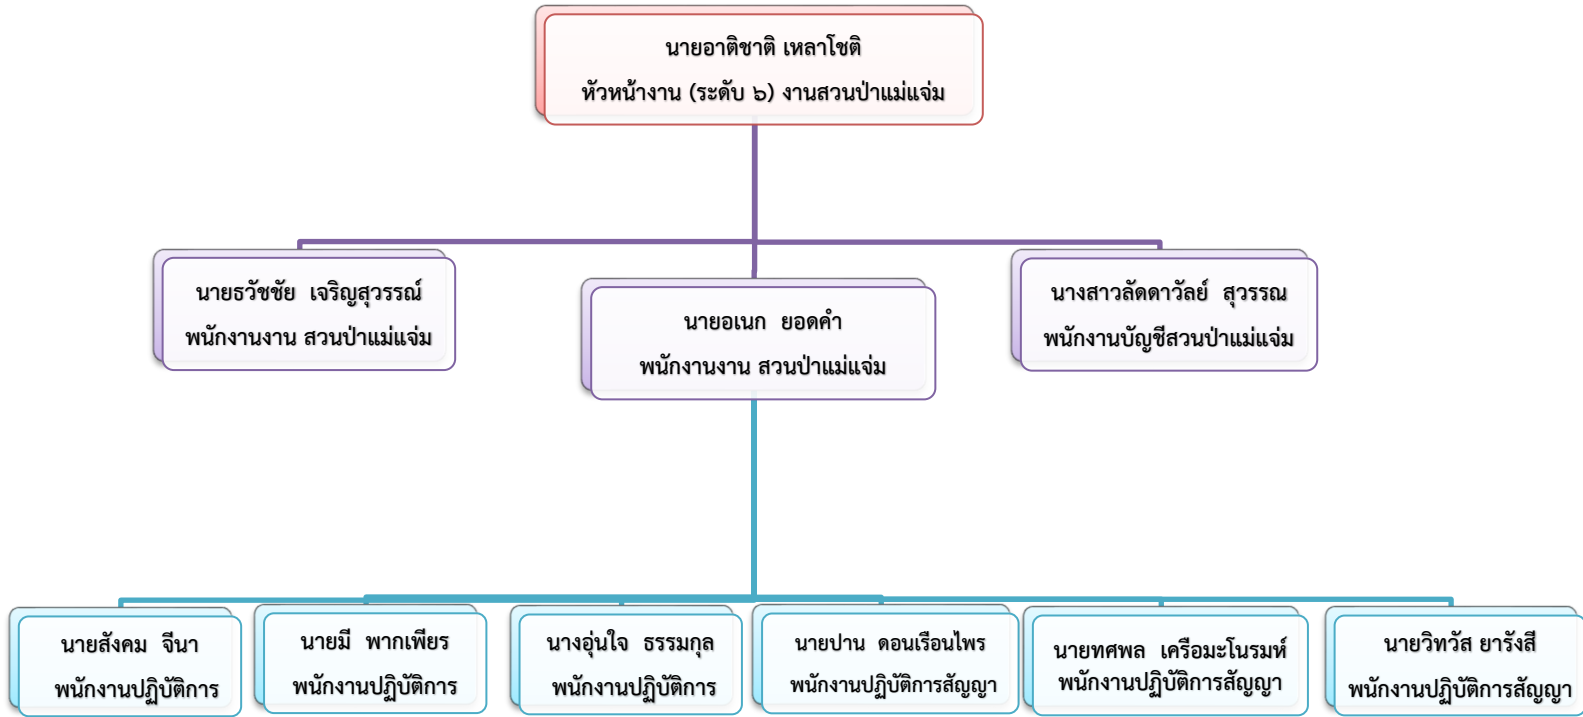 นายอาติชาติ เหลาโชติ
หัวหน้างาน (ระดับ ๖) งานสวนป่าแม่แจ่ม
นายธวัชชัย เจริญสุวรรณ์
พนักงานงาน สวนป่าแม่แจ่ม
นายอเนก ยอดคำ
พนักงานงาน สวนป่าแม่แจ่ม
นางสาวลัดดาวัลย์ สุวรรณ
พนักงานบัญชีสวนป่าแม่แจ่ม
นายสังคม จีนา
พนักงานปฏิบัติการ
นายมี พากเพียร
พนักงานปฏิบัติการ
นางอุ่นใจ ธรรมกุล
พนักงานปฏิบัติการ
นายปาน ดอนเรือนไพร
พนักงานปฏิบัติการสัญญา
นายทศพล เครือมะโนรมห์
พนักงานปฏิบัติการสัญญา
นายวิทวัส ยารังสี
พนักงานปฏิบัติการสัญญา